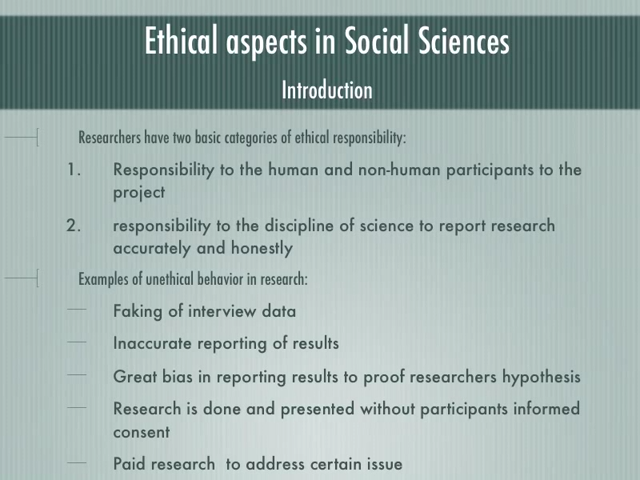 Ethical aspects in Social Sciences
Introduction
Researchers have two basic categories of ethical responsibility:
1. Responsibility to the human and non-human participants to the
project
2. responsibility to the discipline of science to report research
accurately and honestly
Examples of unethical behavior in research:
Faking of interview data
Inaccurate reporting of results
Great bias in reporting results to proof researchers hypothesis
Research is done and presented without participants informed
consent
Paid research to address certain issue